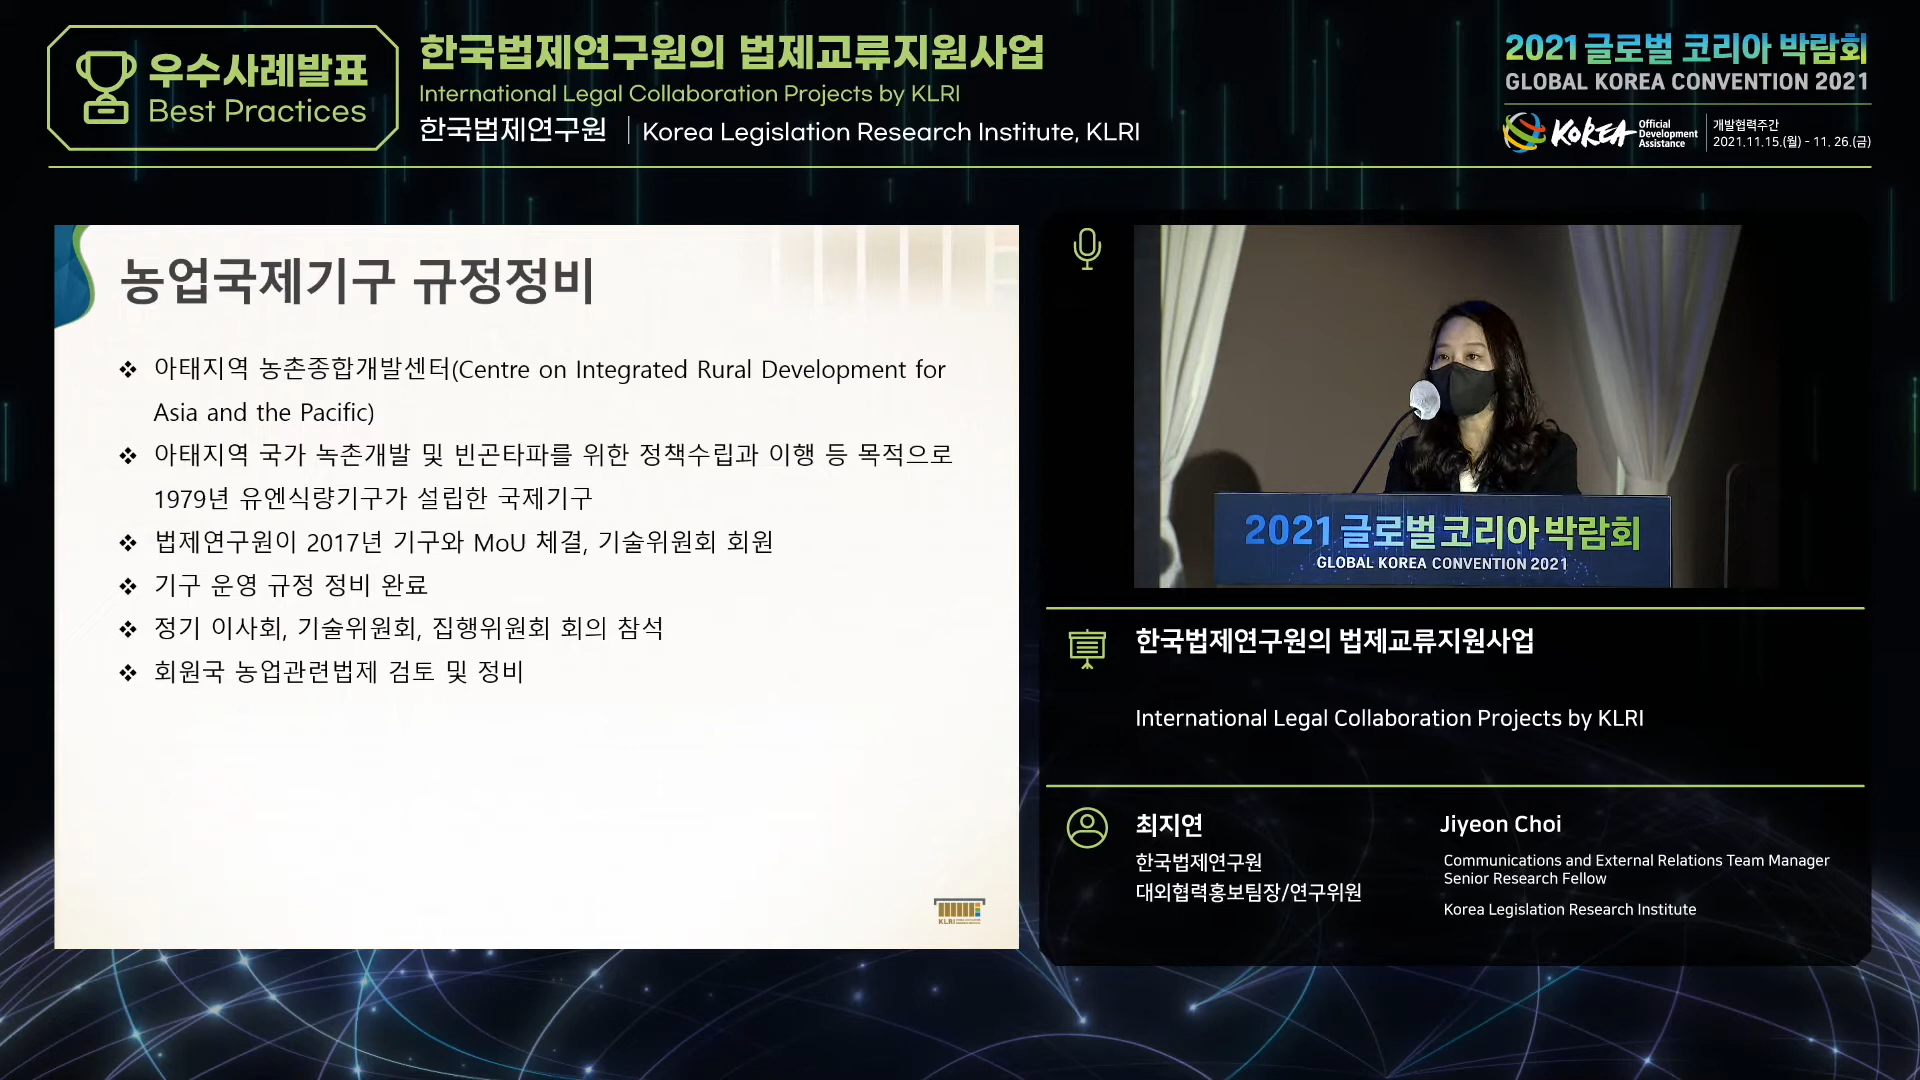 우수사례발표
Best Practices
한국법제연구원의 법제교류지원사업
International Legal Collaboration Projects by KLRI
한국법제연구원 | Korea Legislation Research Institute, KLRI
2021 글로벌 코리아 박람회
GLOBAL KOREA CONVENTION 2021
KOREA
Official
Development
Assistance
개발협력주간
2021.11.15.(월) - 11. 26.(금)
농업국제기구 규정정비
❖ 아태지역 농촌종합개발센터(Centre on Integrated Rural Development for
Asia and the Pacific)
❖ 아태지역 국가 녹촌개발 및 빈곤타파를 위한 정책수립과 이행 등 목적으로
1979년 유엔식량기구가 설립한 국제기구
❖ 법제연구원이 2017년 기구와 MoU 체결, 기술위원회 회원
❖ 기구 운영 규정 정비 완료
❖ 정기 이사회, 기술위원회, 집행위원회 회의 참석
❖ 회원국 농업관련법제 검토 및 정비
KLRI
2021 글로벌 코리아 박람회
GLOBAL KOREA CONVENTION 2021
한국법제연구원의 법제교류지원사업
International Legal Collaboration Projects by KLRI
최지연
한국법제연구원
대외협력홍보팀장/연구위원
Jiyeon Choi
Communications and External Relations Team Manager
Senior Research Fellow
Korea Legislation Research Institute